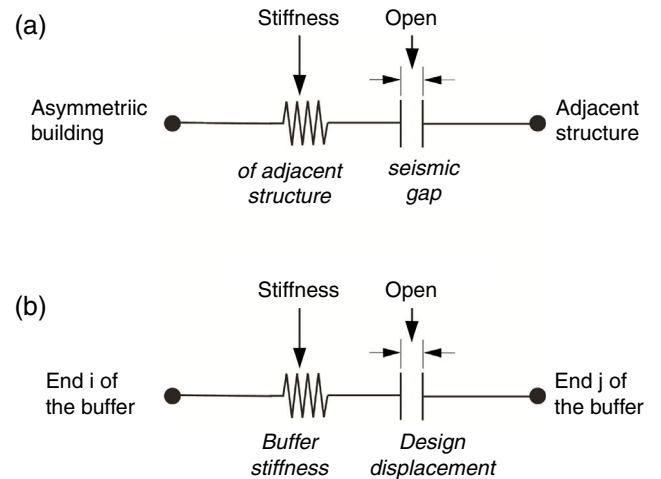 (a)
Stiffness
Open
Asymmetriic
building
Adjacent
structure
of adjacent
structure
seismic
gap
(b)
Stiffness
Open
End i of
the buffer
End j of
the buffer
Buffer
stiffness
Design
displacement